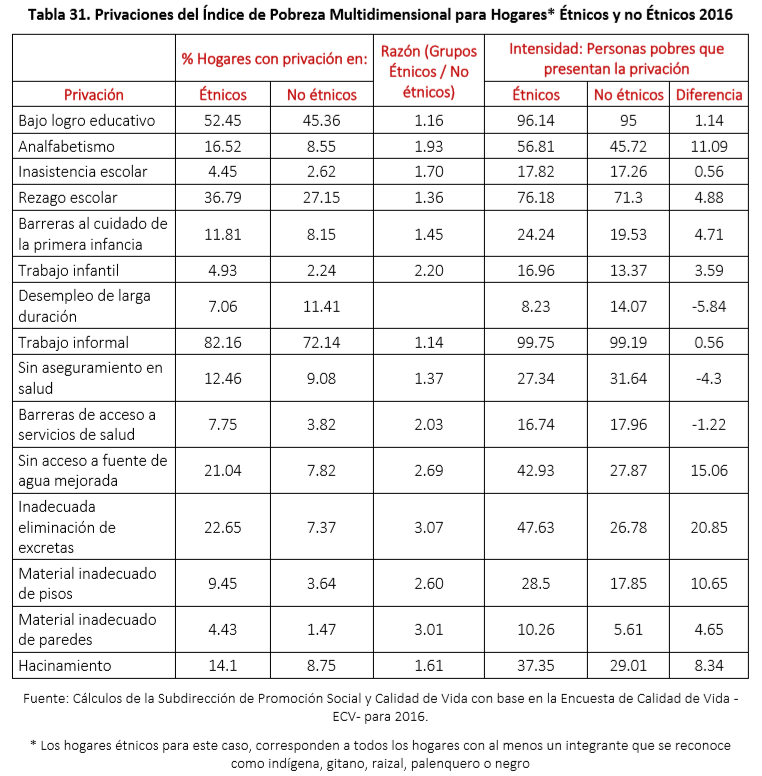 Tabla 31. Privaciones del Índice de Pobreza Multidimensional para Hogares* Étnicos y no Étnicos 2016
% Hogares con privación en: Razón (Grupos Étnicos / No étnicos) Intensidad: Personas pobres que presentan la privación
Privación Étnicos No étnicos Étnicos No étnicos Diferencia
Bajo logro educativo 52.45 45.36 1.16 96.14 95 1.14
Analfabetismo 16.52 8.55 1.93 56.81 45.72 11.09
Inasistencia escolar 4.45 2.62 1.70 17.82 17.26 0.56
Rezago escolar 36.79 27.15 1.36 76.18 71.3 4.88
Barreras al cuidado de
la primera infancia 11.81 8.15 1.45 24.24 19.53 4.71
Trabajo infantil 4.93 2.24 2.20 16.96 13.37 3.59
Desempleo de larga
duración 7.06 11.41 8.23 14.07 -5.84
Trabajo informal 82.16 72.14 1.14 99.75 99.19 0.56
Sin aseguramiento en
salud 12.46 9.08 1.37 27.34 31.64 -4.3
Barreras de acceso a
servicios de salud 7.75 3.82 2.03 16.74 17.96 -1.22
Sin acceso a fuente de
agua mejorada 21.04 7.82 2.69 42.93 27.87 15.06
Inadecuada
eliminación de
excretas 22.65 7.37 3.07 47.63 26.78 20.85
Material inadecuado
de pisos 9.45 3.64 2.60 28.5 17.85 10.65
Material inadecuado
de paredes 4.43 1.47 3.01 10.26 5.61 4.65
Hacinamiento 14.1 8.75 1.61 37.35 29.01 8.34
Fuente: Cálculos de la Subdirección de Promoción Social y Calidad de Vida con base en la Encuesta de Calidad de Vida -
ECV- para 2016.
* Los hogares étnicos para este caso, corresponden a todos los hogares con al menos un integrante que se reconoce
como indígena, gitano, raizal, palenquero o negro